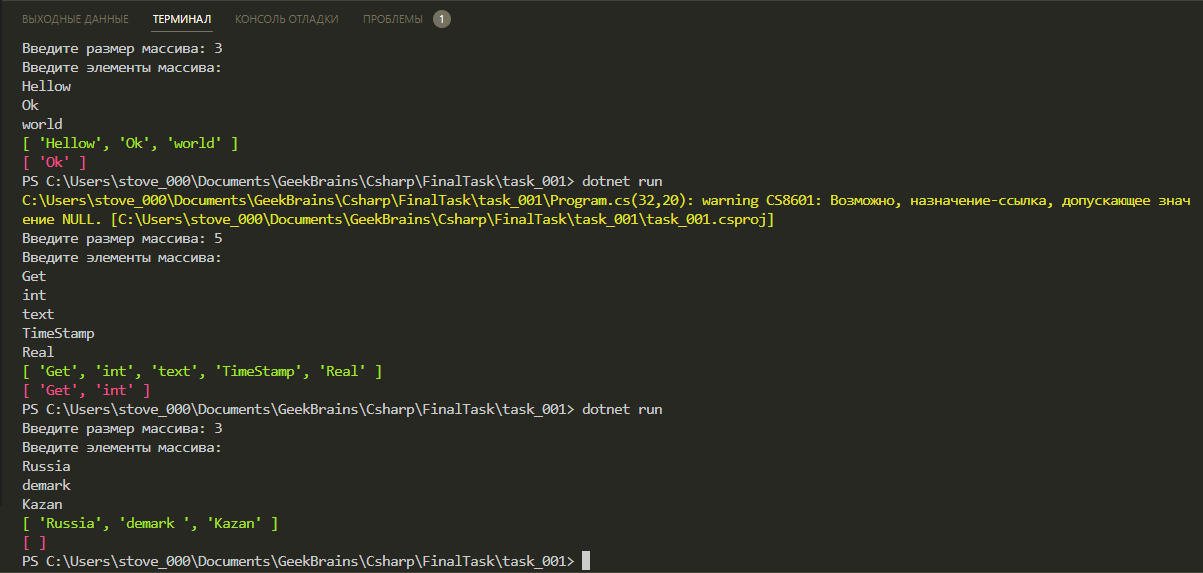 ВЫХОДНЫЕ ДАННЫЕ ТЕРМИНАЛ КОНСОЛЬ ОТЛАДКИ ПРОБЛЕМЫ 1
Введите размер массива: 3
Введите элементы массива:
Hellow
Ok
world
[ 'Hellow', 'Ok', 'world' ]
[ 'Ok' ]
PS C:\Users\stove_000\Documents\GeekBrains\Csharp\FinalTask\task_001> dotnet run
C:\Users\stove_000\Documents\GeekBrains\Csharp\FinalTask\task_001\Program.cs(32,20): warning CS8601: Возможно, назначение-ссылка, допускающее знач
ение NULL. [C:\Users\stove_000\Documents\GeekBrains\Csharp\FinalTask\task_001\task_001.csproj]
Введите размер массива: 5
Введите элементы массива:
Get
int
text
TimeStamp
Real
[ 'Get', 'int', 'text', 'TimeStamp', 'Real' ]
[ 'Get', 'int' ]
PS C:\Users\stove_000\Documents\GeekBrains\Csharp\FinalTask\task_001> dotnet run
Введите размер массива: 3
Введите элементы массива:
Russia
demark
Kazan
[ 'Russia', 'demark ', 'Kazan' ]
[ ]
PS C:\Users\stove_000\Documents\GeekBrains\Csharp\FinalTask\task_001>